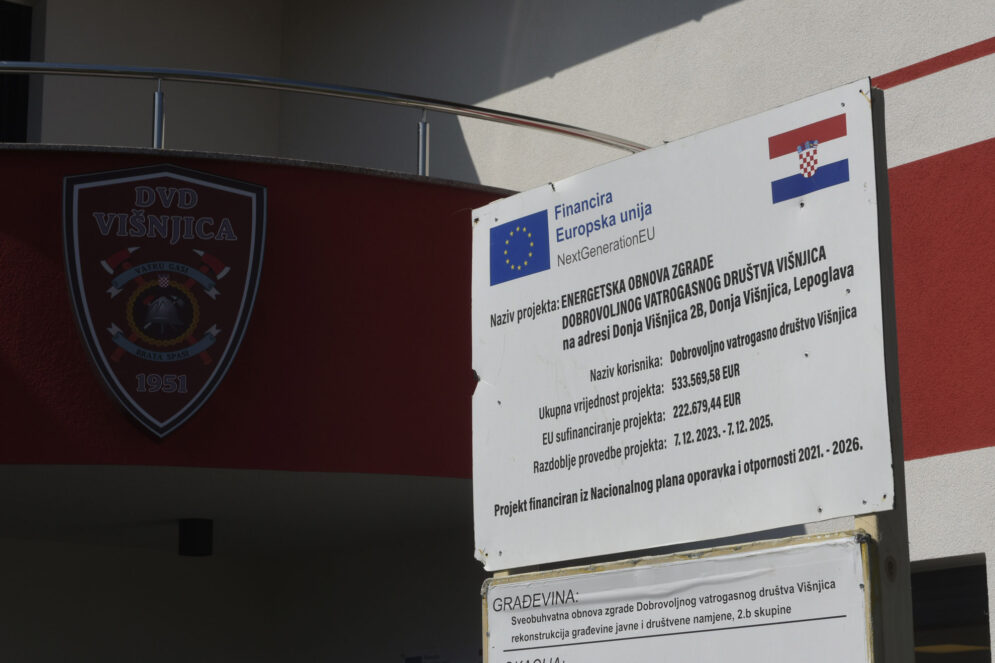 DVD
VIŠNJICA
VATRU GASI
BRATA SPASI
1951
Financira
Europska unija
NextGenerationEU
Naziv projekta: ENERGETSKA OBNOVA ZGRADE
DOBROVOLJNOG VATROGASNOG DRUŠTVA VIŠNJICA
na adresi Donja Višnjica 2B, Donja Višnjica, Lepoglava
Naziv korisnika: Dobrovoljno vatrogasno društvo Višnjica
Ukupna vrijednost projekta: 533.569,58 EUR
EU sufinanciranje projekta: 222.679,44 EUR
Razdoblje provedbe projekta: 7. 12. 2023. - 7. 12. 2025.
Projekt financiran iz Nacionalnog plana oporavka i otpornosti 2021. - 2026.
GRAĐEVINA:
Sveobuhvatna obnova zgrade Dobrovoljnog vatrogasnog društva Višnjica
rekonstrukcija građevine javne i društvene namjene, 2.b skupine